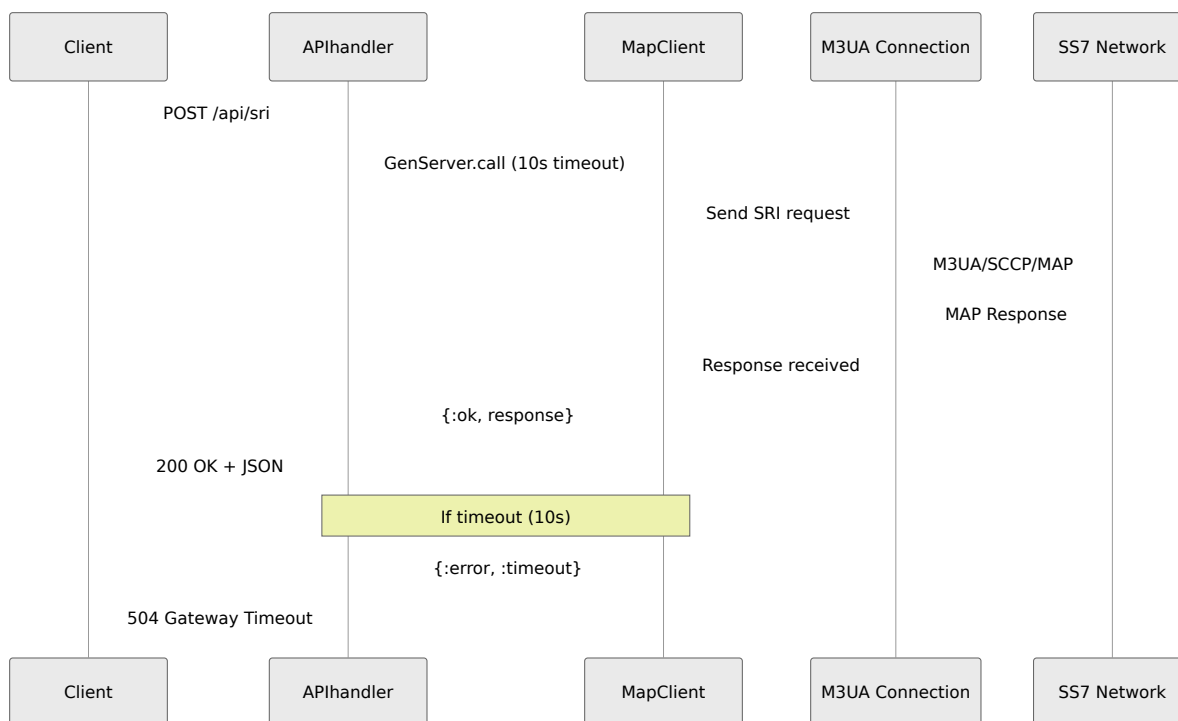 Client
APIhandler
MapClient
M3UA Connection
SS7 Network
POST /api/sri
GenServer.call (10s timeout)
Send SRI request
M3UA/SCCP/MAP
MAP Response
Response received
{:ok, response}
200 OK + JSON
If timeout (10s)
{:error, :timeout}
504 Gateway Timeout
Client
APIhandler
MapClient
M3UA Connection
SS7 Network